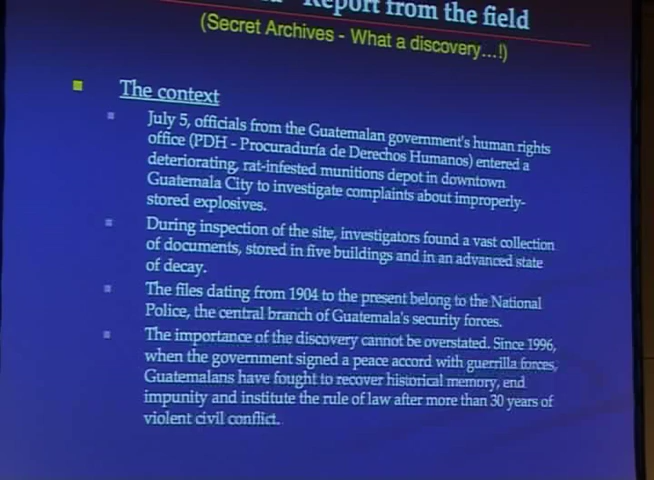 Report from the field
(Secret Archives - What a discovery...!)
The context
July 5, officials from the Guatemalan government's human rights
office (PDH - Procuraduría de Derechos Humanos) entered a
deteriorating, rat-infested munitions depot in downtown
Guatemala City to investigate complaints about improperly-
stored explosives.
During inspection of the site, investigators found a vast collection
of documents, stored in five buildings and in an advanced state
of decay.
The files dating from 1904 to the present belong to the National
Police, the central branch of Guatemala's security forces.
The importance of the discovery cannot be overstated. Since 1996,
when the government signed a peace accord with guerrilla forces,
Guatemalans have fought to recover historical memory, end
impunity and institute the rule of law after more than 30 years of
violent civil conflict.